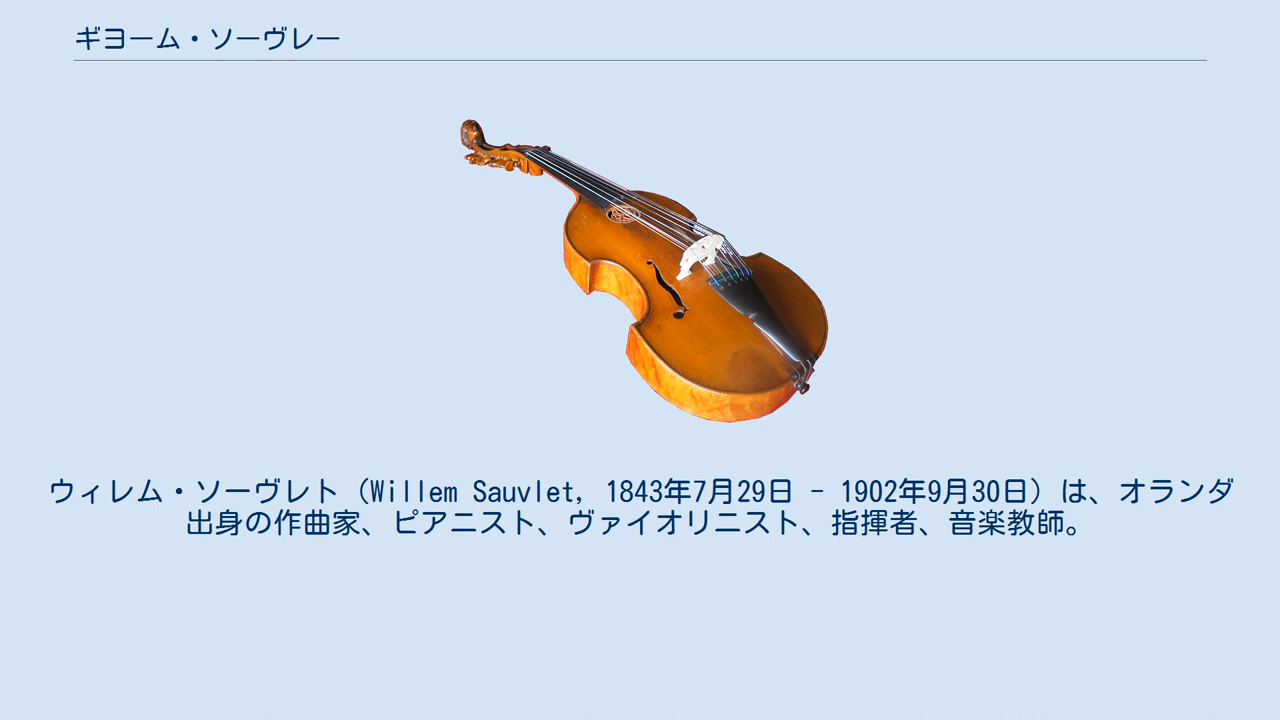 ギヨーム・ソーヴレー
ウィレム・ソーヴレト（Willem Sauvlet, 1843年7月29日 - 1902年9月30日）は、オランダ
出身の作曲家、ピアニスト、ヴァイオリニスト、指揮者、音楽教師。